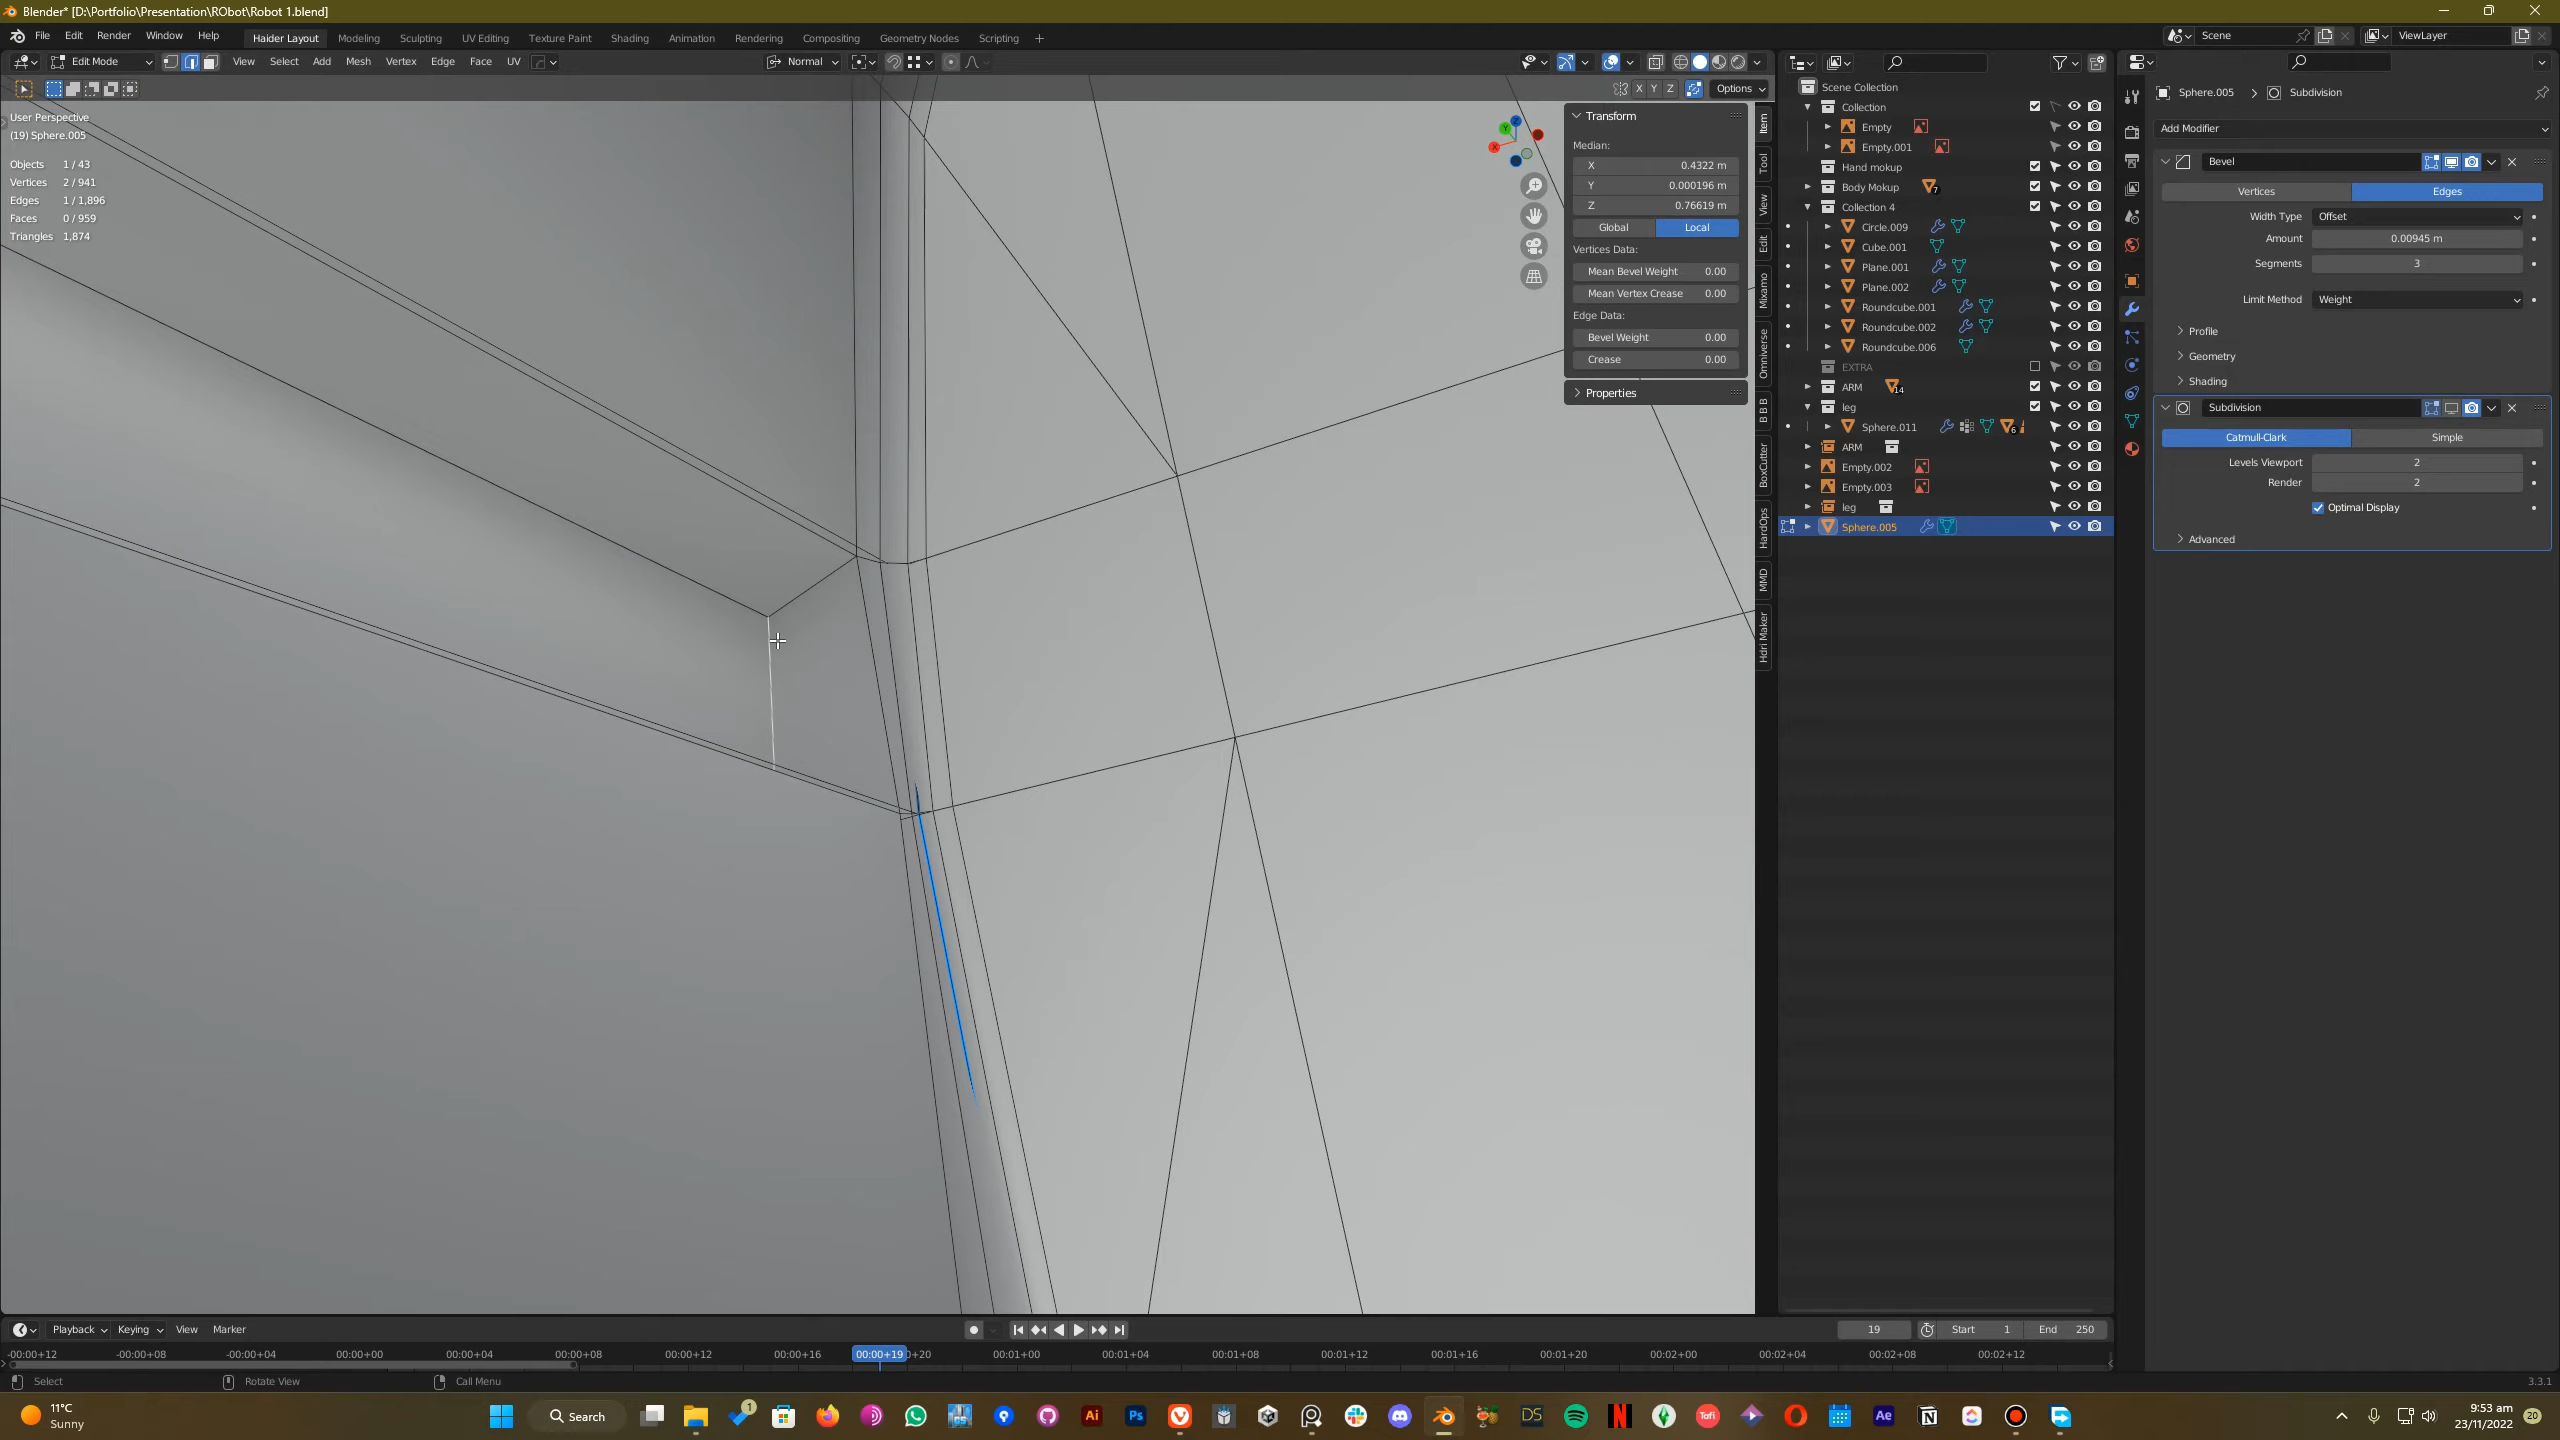 Blender* [D:\Portfolio\Presentation\RObot\Robot 1.blend]
File Edit Render Window Help
Haider Layout Modeling Sculpting UV Editing Texture Paint Shading Animation Rendering Compositing Geometry Nodes Scripting
Scene
ViewLayer
Edit Mode
View Select Add Mesh Vertex Edge Face UV
Normal
X Y Z
Options
User Perspective
(19) Sphere.005
Objects 1 / 43
Vertices 2 / 941
Edges 1 / 1,896
Faces 0 / 959
Triangles 1,874
Transform
Median:
X 0.4322 m
Y 0.000196 m
Z 0.76619 m
Global Local
Vertices Data:
Mean Bevel Weight 0.00
Mean Vertex Crease 0.00
Edge Data:
Bevel Weight 0.00
Crease 0.00
Properties
Item
Tool
View
Edit
Mixamo
Omniverse
B B B
BoxCutter
HardOps
MMD
Hdri Maker
Scene Collection
Collection
Empty
Empty.001
Hand mokup
Body Mokup 7
Collection 4
Circle.009
Cube.001
Plane.001
Plane.002
Roundcube.001
Roundcube.002
Roundcube.006
EXTRA
ARM 14
leg
Sphere.011 6
ARM
Empty.002
Empty.003
leg
Sphere.005
Sphere.005 Subdivision
Add Modifier
Bevel
Vertices Edges
Width Type Offset
Amount 0.00945 m
Segments 3
Limit Method Weight
Profile
Geometry
Shading
Subdivision
Catmull-Clark Simple
Levels Viewport 2
Render 2
Optimal Display
Advanced
Playback Keying View Marker
19 Start 1 End 250
-00:00+12 -00:00+08 -00:00+04 00:00+00 00:00+04 00:00+08 00:00+12 00:00+16 00:00+19 0+20 00:01+00 00:01+04 00:01+08 00:01+12 00:01+16 00:01+20 00:02+00 00:02+04 00:02+08 00:02+12
Select Rotate View Call Menu
3.3.1
11°C
Sunny
Search
1
Ai Ps DS Tafi Ae
9:53 am
23/11/2022
20